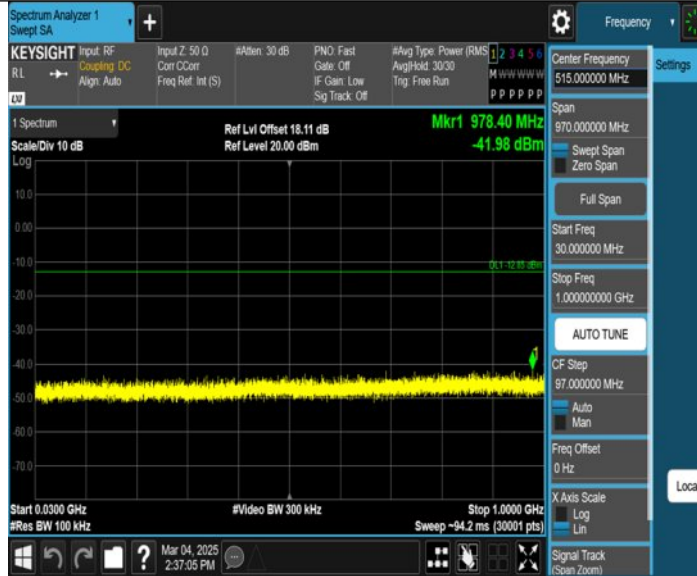 Spectrum Analyzer 1
Swept SA
Frequency
KEYSIGHT
RL
Input: RF
Coupling: DC
Align: Auto
Input Z: 50 Ω
Corr CCorr
Freq Ref: Int (S)
#Atten: 30 dB
PNO: Fast
Gate: Off
IF Gain: Low
Sig Track: Off
#Avg Type: Power (RMS
Avg|Hold: 30/30
Trig: Free Run
1 2 3 4 5 6
M W W W W W
P P P P P P
1 Spectrum
Scale/Div 10 dB
Log
Ref Lvl Offset 18.11 dB
Ref Level 20.00 dBm
Mkr1 978.40 MHz
-41.98 dBm
10.0
0.00
-10.0
DL1 -12.85 dBm
-20.0
-30.0
-40.0
-50.0
-60.0
-70.0
1
Start 0.0300 GHz
#Res BW 100 kHz
#Video BW 300 kHz
Stop 1.0000 GHz
Sweep ~94.2 ms (30001 pts)
?
Mar 04, 2025
2:37:05 PM
Center Frequency
515.000000 MHz
Span
970.000000 MHz
Swept Span
Zero Span
Full Span
Start Freq
30.000000 MHz
Stop Freq
1.000000000 GHz
AUTO TUNE
CF Step
97.000000 MHz
Auto
Man
Freq Offset
0 Hz
X Axis Scale
Log
Lin
Signal Track
(Span Zoom)
Settings
Loca